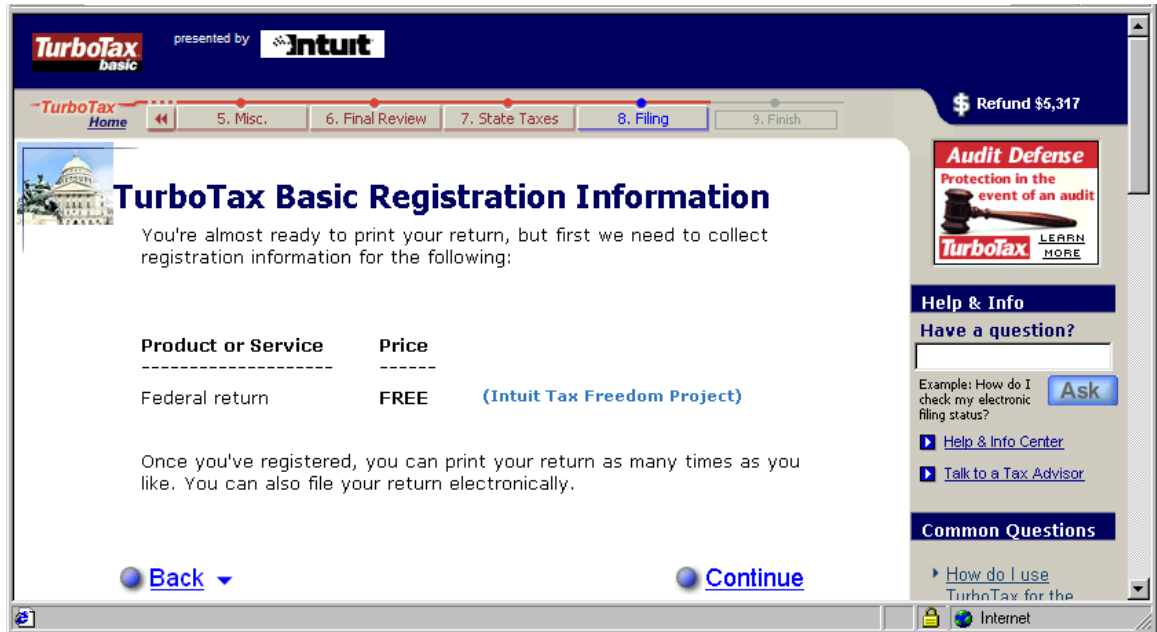 TurboTax
basic
presented by
Intuit
TurboTax
Home
5. Misc.
6. Final Review
7. State Taxes
8. Filing
9. Finish
$ Refund $5,317
TurboTax Basic Registration Information
You're almost ready to print your return, but first we need to collect
registration information for the following:
Product or Service Price
-------------------- ------
Federal return FREE (Intuit Tax Freedom Project)
Once you've registered, you can print your return as many times as you
like. You can also file your return electronically.
Back
Continue
Audit Defense
Protection in the
event of an audit
TurboTax
LEARN
MORE
Help & Info
Have a question?
Example: How do I
check my electronic
filing status?
Ask
Help & Info Center
Talk to a Tax Advisor
Common Questions
How do I use
TurboTax for the
Internet